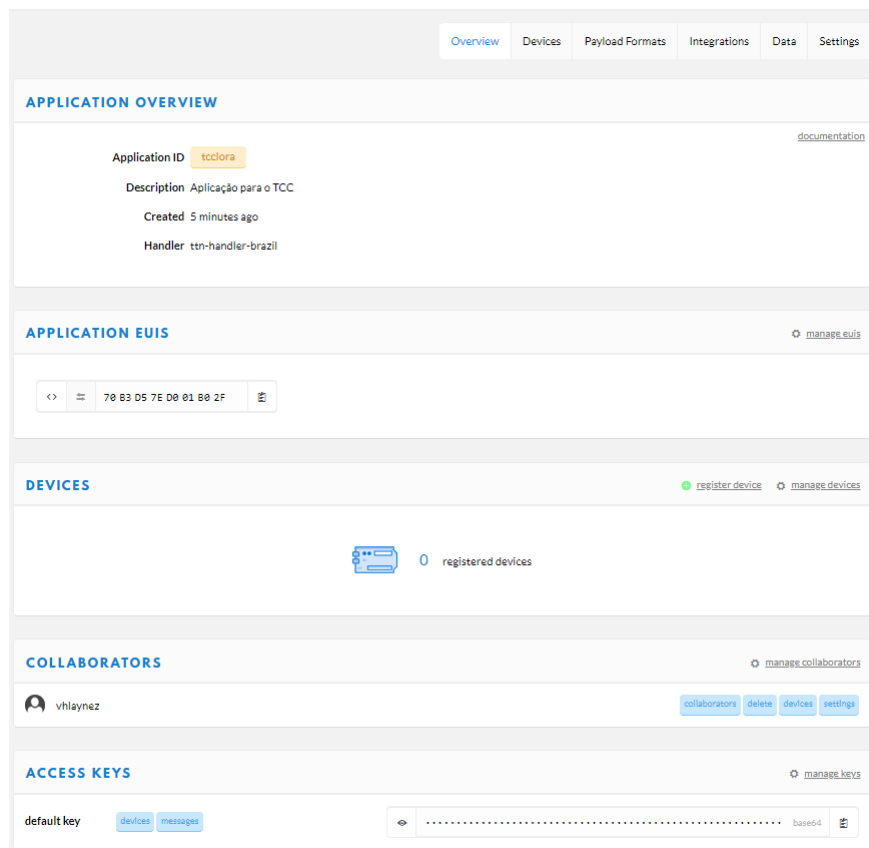 Overview Devices Payload Formats Integrations Data Settings
APPLICATION OVERVIEW
documentation
Application ID tcclora
Description Aplicação para o TCC
Created 5 minutes ago
Handler ttn-handler-brazil
APPLICATION EUIS
manage euis
<> 70 B3 D5 7E D0 01 B0 2F
DEVICES
register device manage devices
0 registered devices
COLLABORATORS
manage collaborators
vhlaynez collaborators delete devices settings
ACCESS KEYS
manage keys
default key devices messages base64